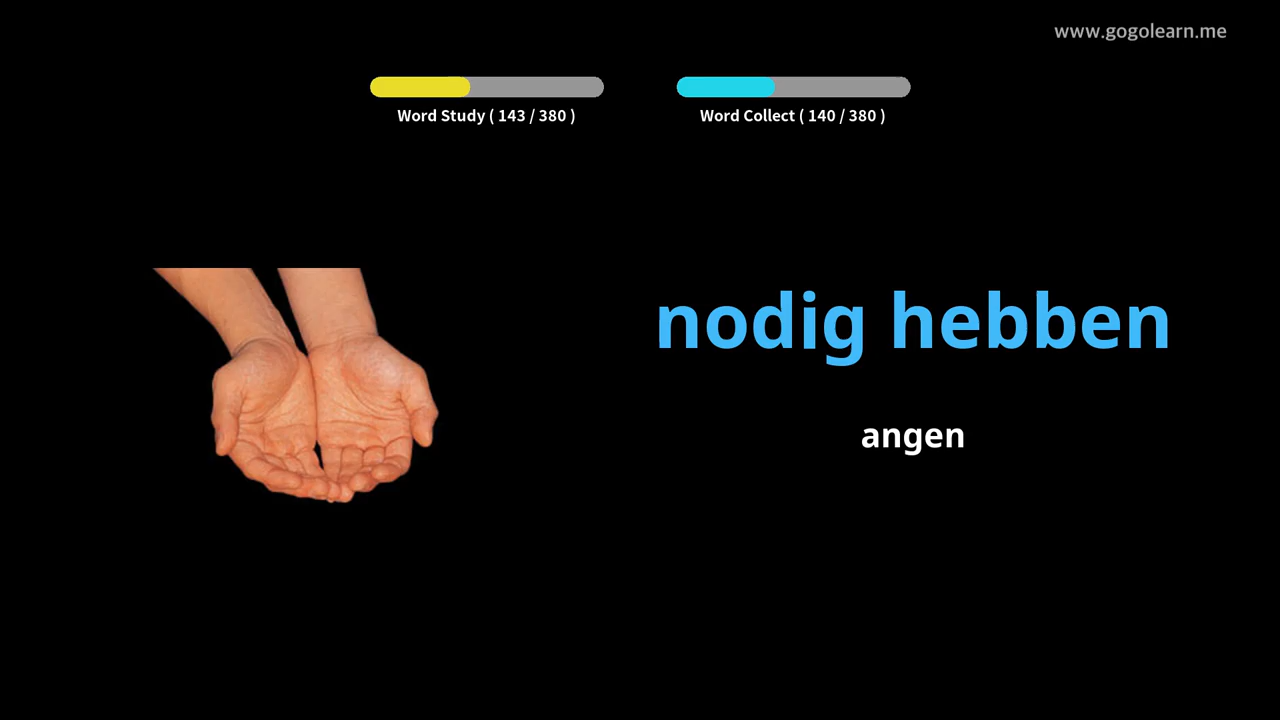 www.gogolearn.me
Word Study ( 143 / 380 )
Word Collect ( 140 / 380 )
nodig hebben
angen